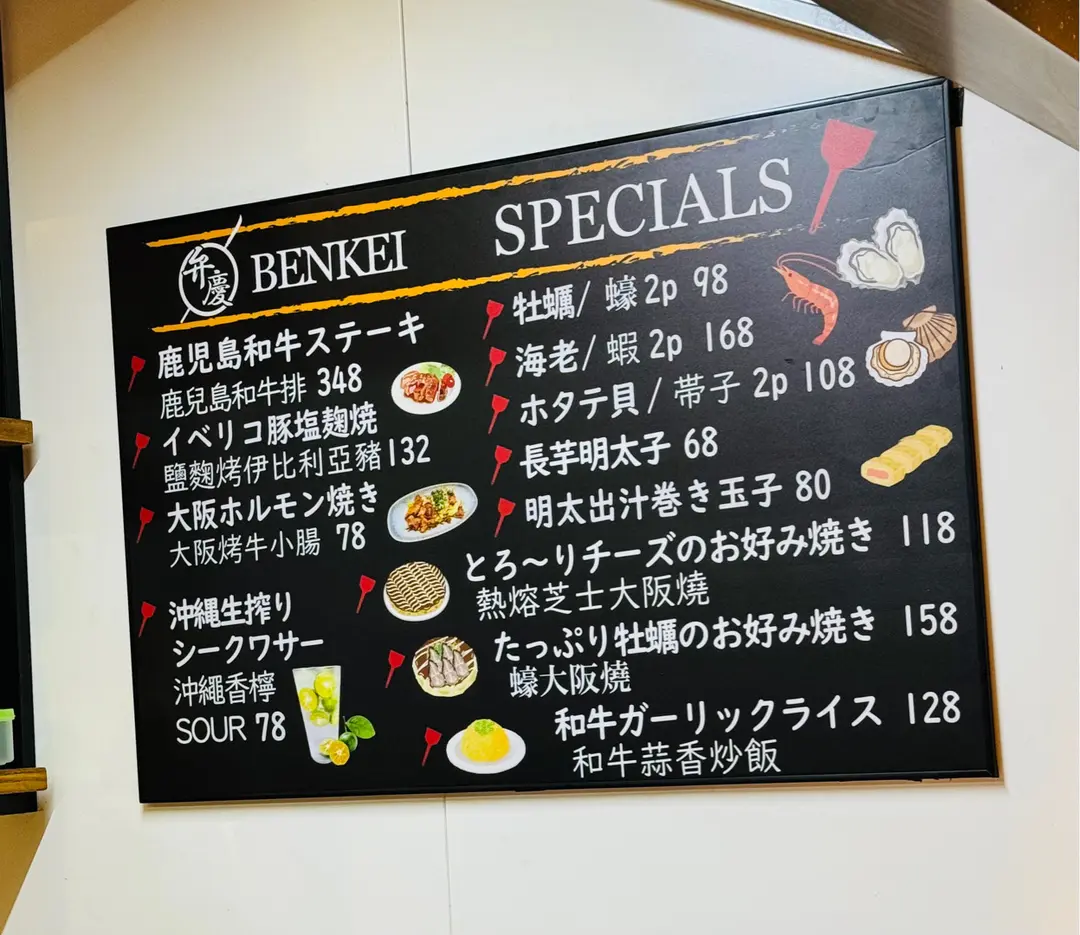 弁慶 BENKEI SPECIALS
鹿児島和牛ステーキ
鹿兒島和牛排 348
イベリコ豚塩麹焼
鹽麴烤伊比利亞豬 132
大阪ホルモン焼き
大阪烤牛小腸 78
沖縄生搾り
シークワサー
沖繩香檸
SOUR 78
牡蠣/ 蠔 2p 98
海老/ 蝦 2p 168
ホタテ貝/ 帯子 2p 108
長芋明太子 68
明太出汁巻き玉子 80
とろ～りチーズのお好み焼き 118
熱熔芝士大阪燒
たっぷり牡蠣のお好み焼き 158
蠔大阪燒
和牛ガーリックライス 128
和牛蒜香炒飯